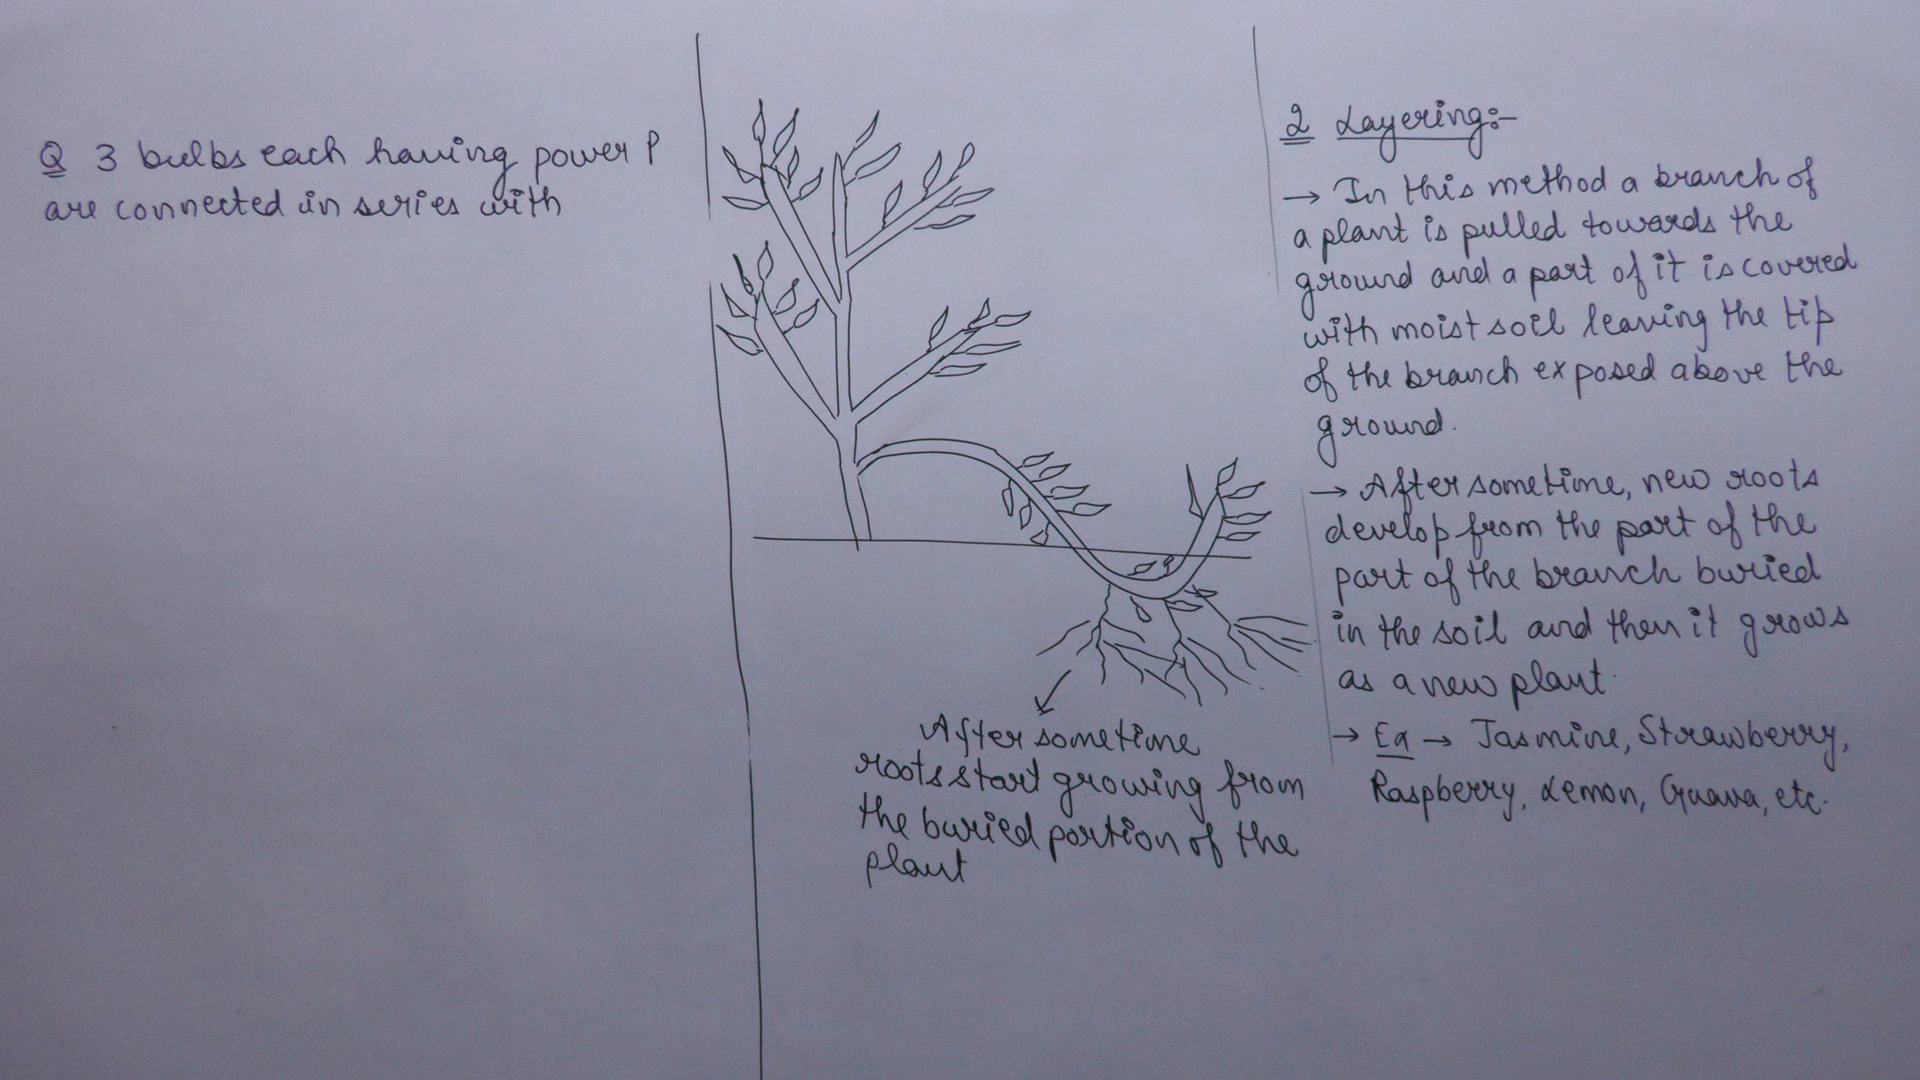 Q 3 bulbs each having power P
are connected in series with
After sometime
roots start growing from
the buried portion of the
plant
2 Layering:-
→ In this method a branch of
a plant is pulled towards the
ground and a part of it is covered
with moist soil leaving the tip
of the branch exposed above the
ground.
→ After sometime, new roots
develop from the part of the
part of the branch buried
in the soil and then it grows
as a new plant.
→ Eg → Jasmine, Strawberry,
Raspberry, Lemon, Guava, etc.